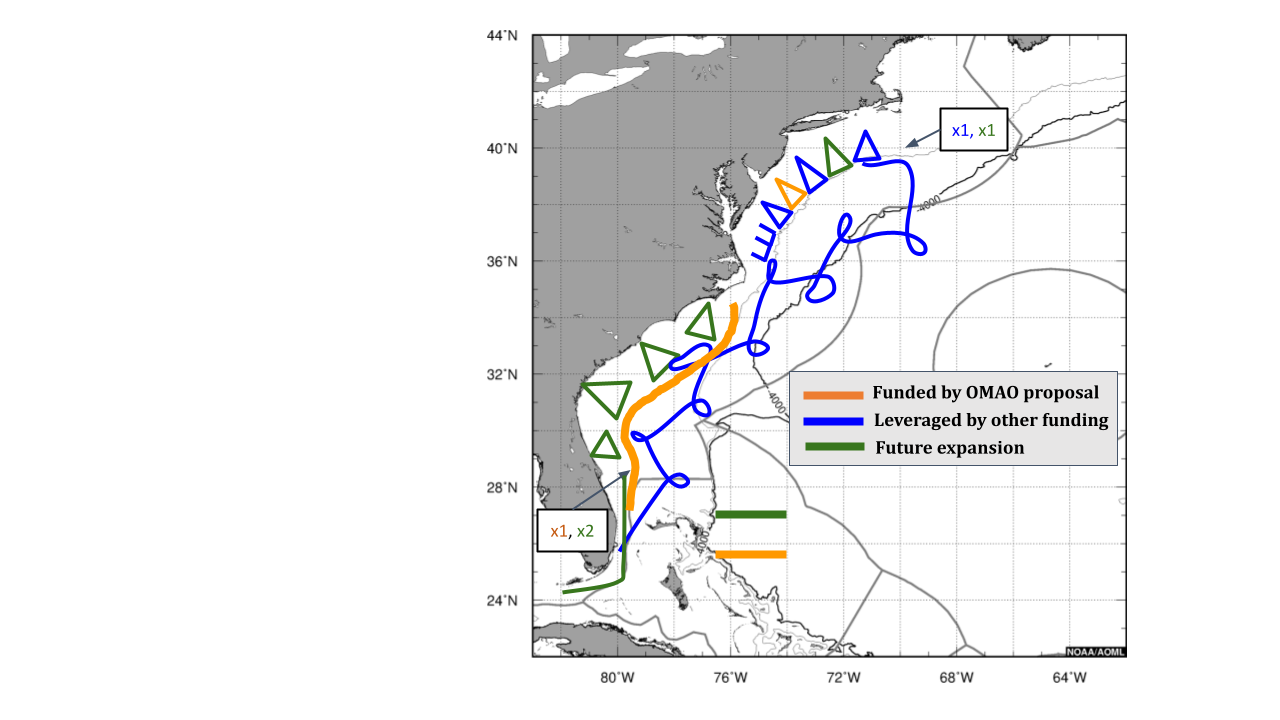 44°N
40°N
36°N
32°N
28°N
24°N
x1, x1
-4000
-4000
Funded by OMAO proposal
Leveraged by other funding
Future expansion
x1, x2
NOAA/AOML
80°W
76°W
72°W
68°W
64°W